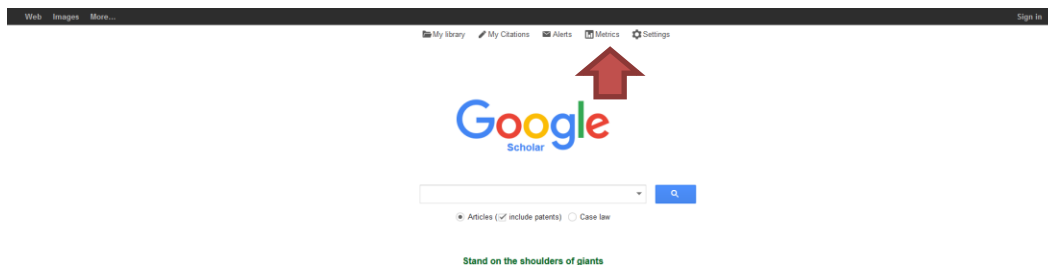 Web Images More... Sign in
My library My Citations Alerts Metrics Settings
Google
Scholar
Articles (include patents) Case law
Stand on the shoulders of giants